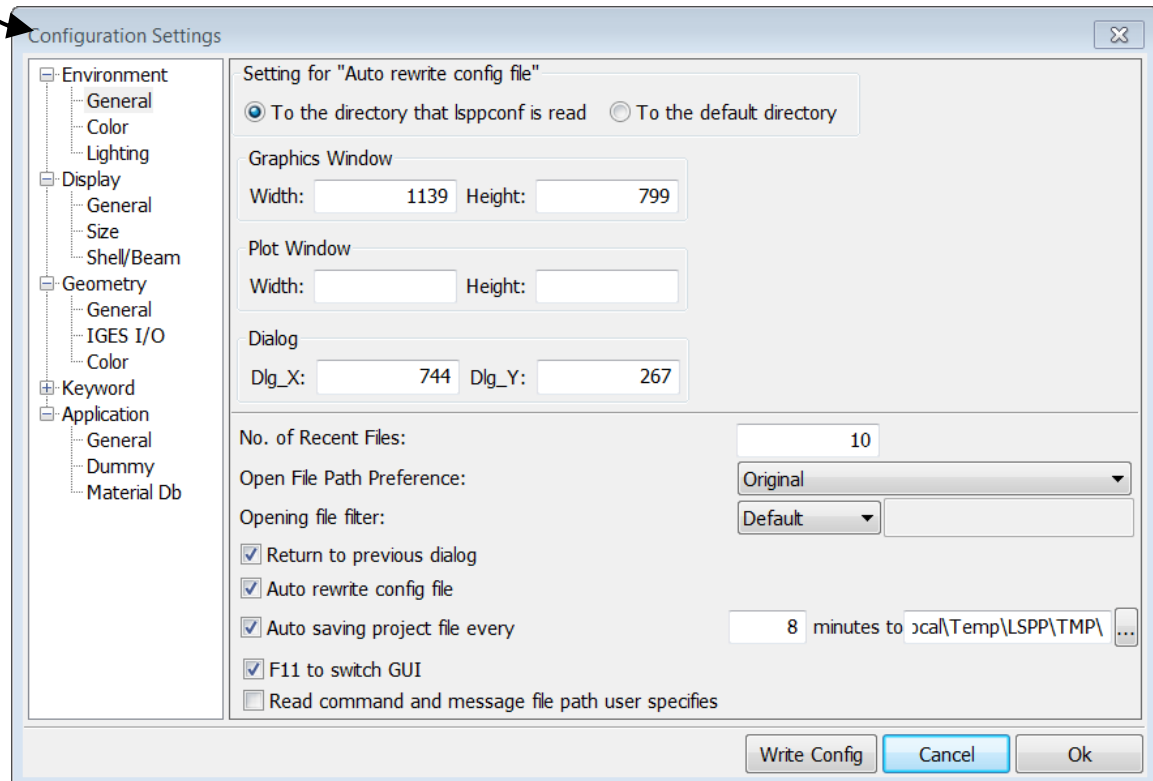 Configuration Settings
Environment
General
Color
Lighting
Display
General
Size
Shell/Beam
Geometry
General
IGES I/O
Color
Keyword
Application
General
Dummy
Material Db
Setting for "Auto rewrite config file"
To the directory that lsppconf is read To the default directory
Graphics Window
Width: 1139 Height: 799
Plot Window
Width: Height:
Dialog
Dlg_X: 744 Dlg_Y: 267
No. of Recent Files: 10
Open File Path Preference: Original
Opening file filter: Default
Return to previous dialog
Auto rewrite config file
Auto saving project file every 8 minutes to ocal\Temp\LSPP\TMP\ ...
F11 to switch GUI
Read command and message file path user specifies
Write Config Cancel Ok